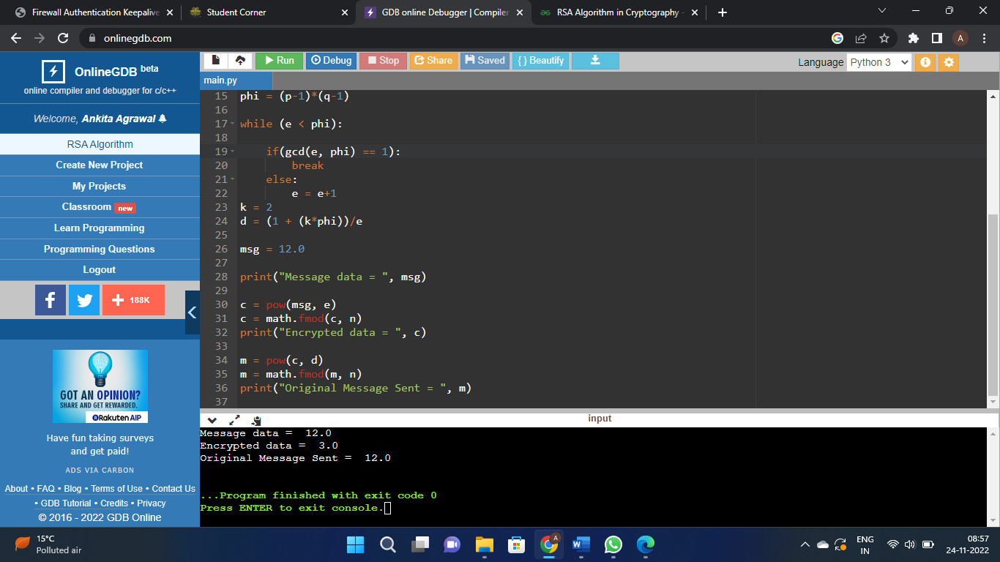 Firewall Authentication Keepalive
Student Corner
GDB online Debugger | Compiler
RSA Algorithm in Cryptography -
onlinegdb.com
A
OnlineGDB beta
online compiler and debugger for c/c++
Welcome, Ankita Agrawal
RSA Algorithm
Create New Project
My Projects
Classroom new
Learn Programming
Programming Questions
Logout
188K
GOT AN OPINION?
SHARE AND GET REWARDED.
Rakuten AIP
Have fun taking surveys
and get paid!
ADS VIA CARBON
About • FAQ • Blog • Terms of Use • Contact Us
• GDB Tutorial • Credits • Privacy
© 2016 - 2022 GDB Online
Run Debug Stop Share Saved { } Beautify
Language Python 3
main.py
15 phi = (p-1)*(q-1)
16
17 while (e < phi):
18
19     if(gcd(e, phi) == 1):
20         break
21     else:
22         e = e+1
23 k = 2
24 d = (1 + (k*phi))/e
25
26 msg = 12.0
27
28 print("Message data = ", msg)
29
30 c = pow(msg, e)
31 c = math.fmod(c, n)
32 print("Encrypted data = ", c)
33
34 m = pow(c, d)
35 m = math.fmod(m, n)
36 print("Original Message Sent = ", m)
37
input
Message data =  12.0
Encrypted data =  3.0
Original Message Sent =  12.0
...Program finished with exit code 0
Press ENTER to exit console.
15°C
Polluted air
A
ENG
IN
08:57
24-11-2022